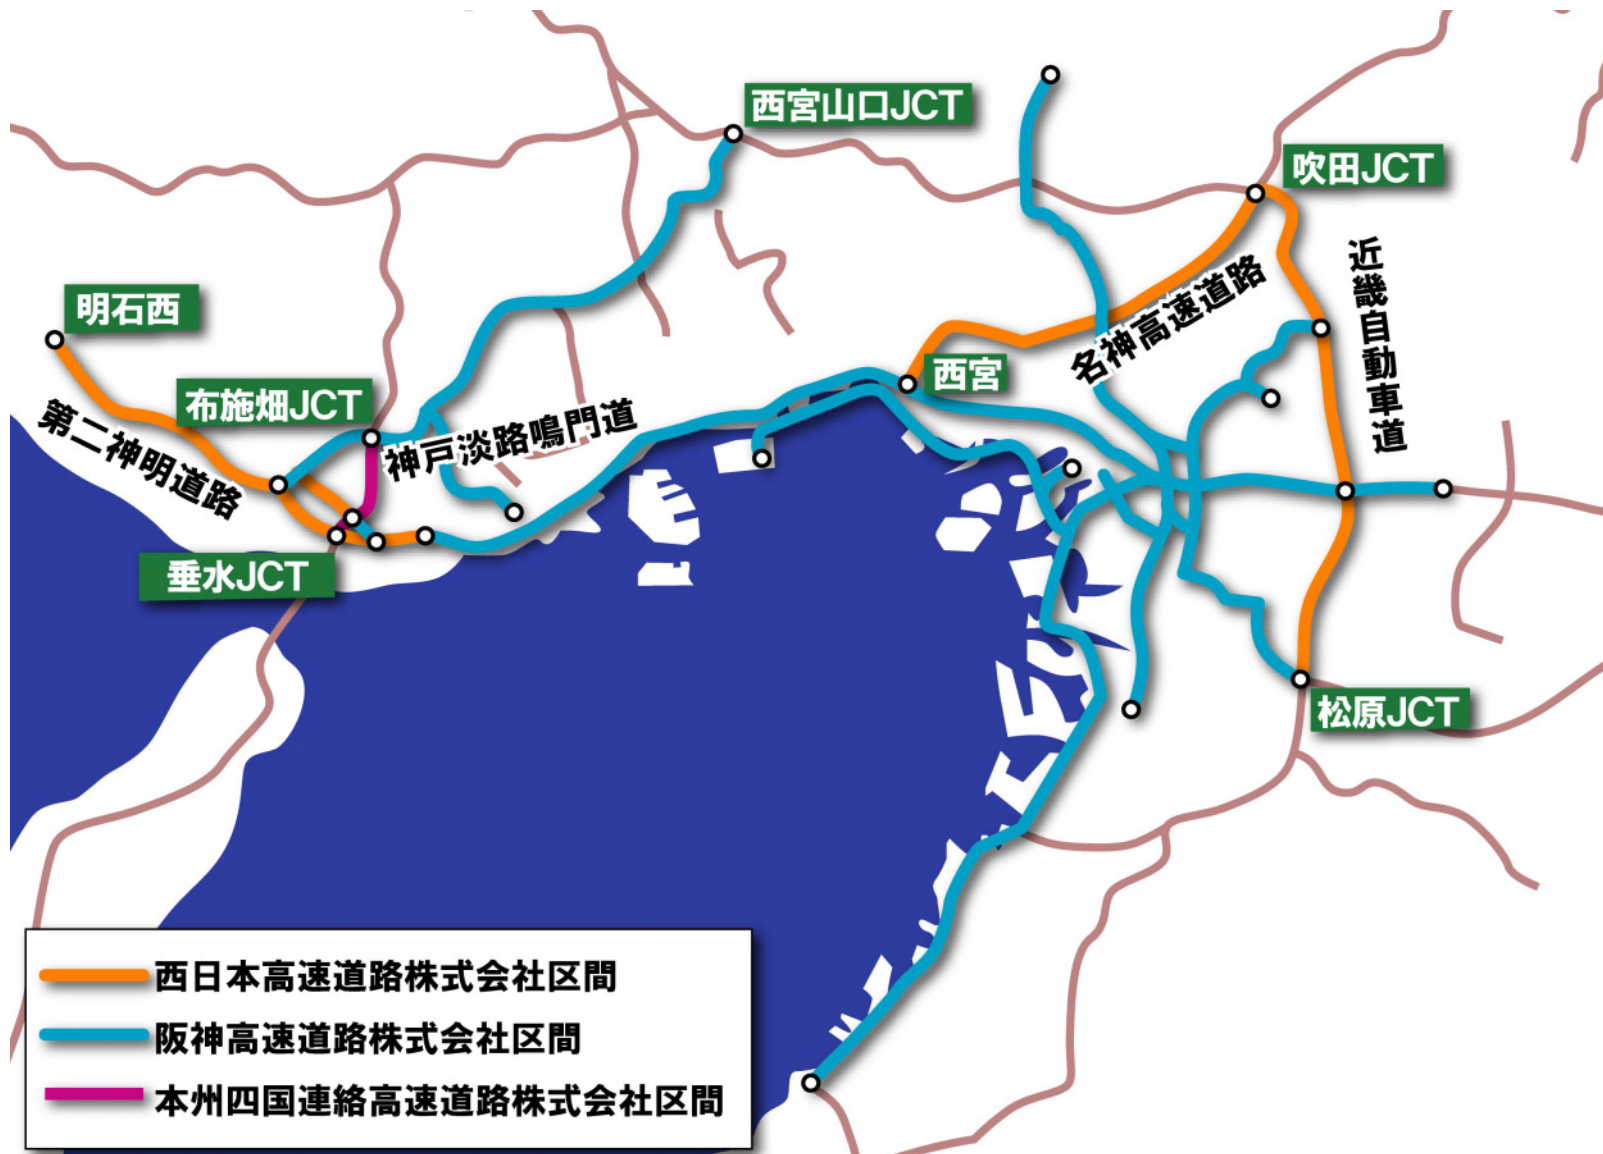 西宮山口JCT
吹田JCT
近畿自動車道
明石西
名神高速道路
西宮
布施畑JCT
第二神明道路
神戸淡路鳴門道
垂水JCT
松原JCT
西日本高速道路株式会社区間
阪神高速道路株式会社区間
本州四国連絡高速道路株式会社区間